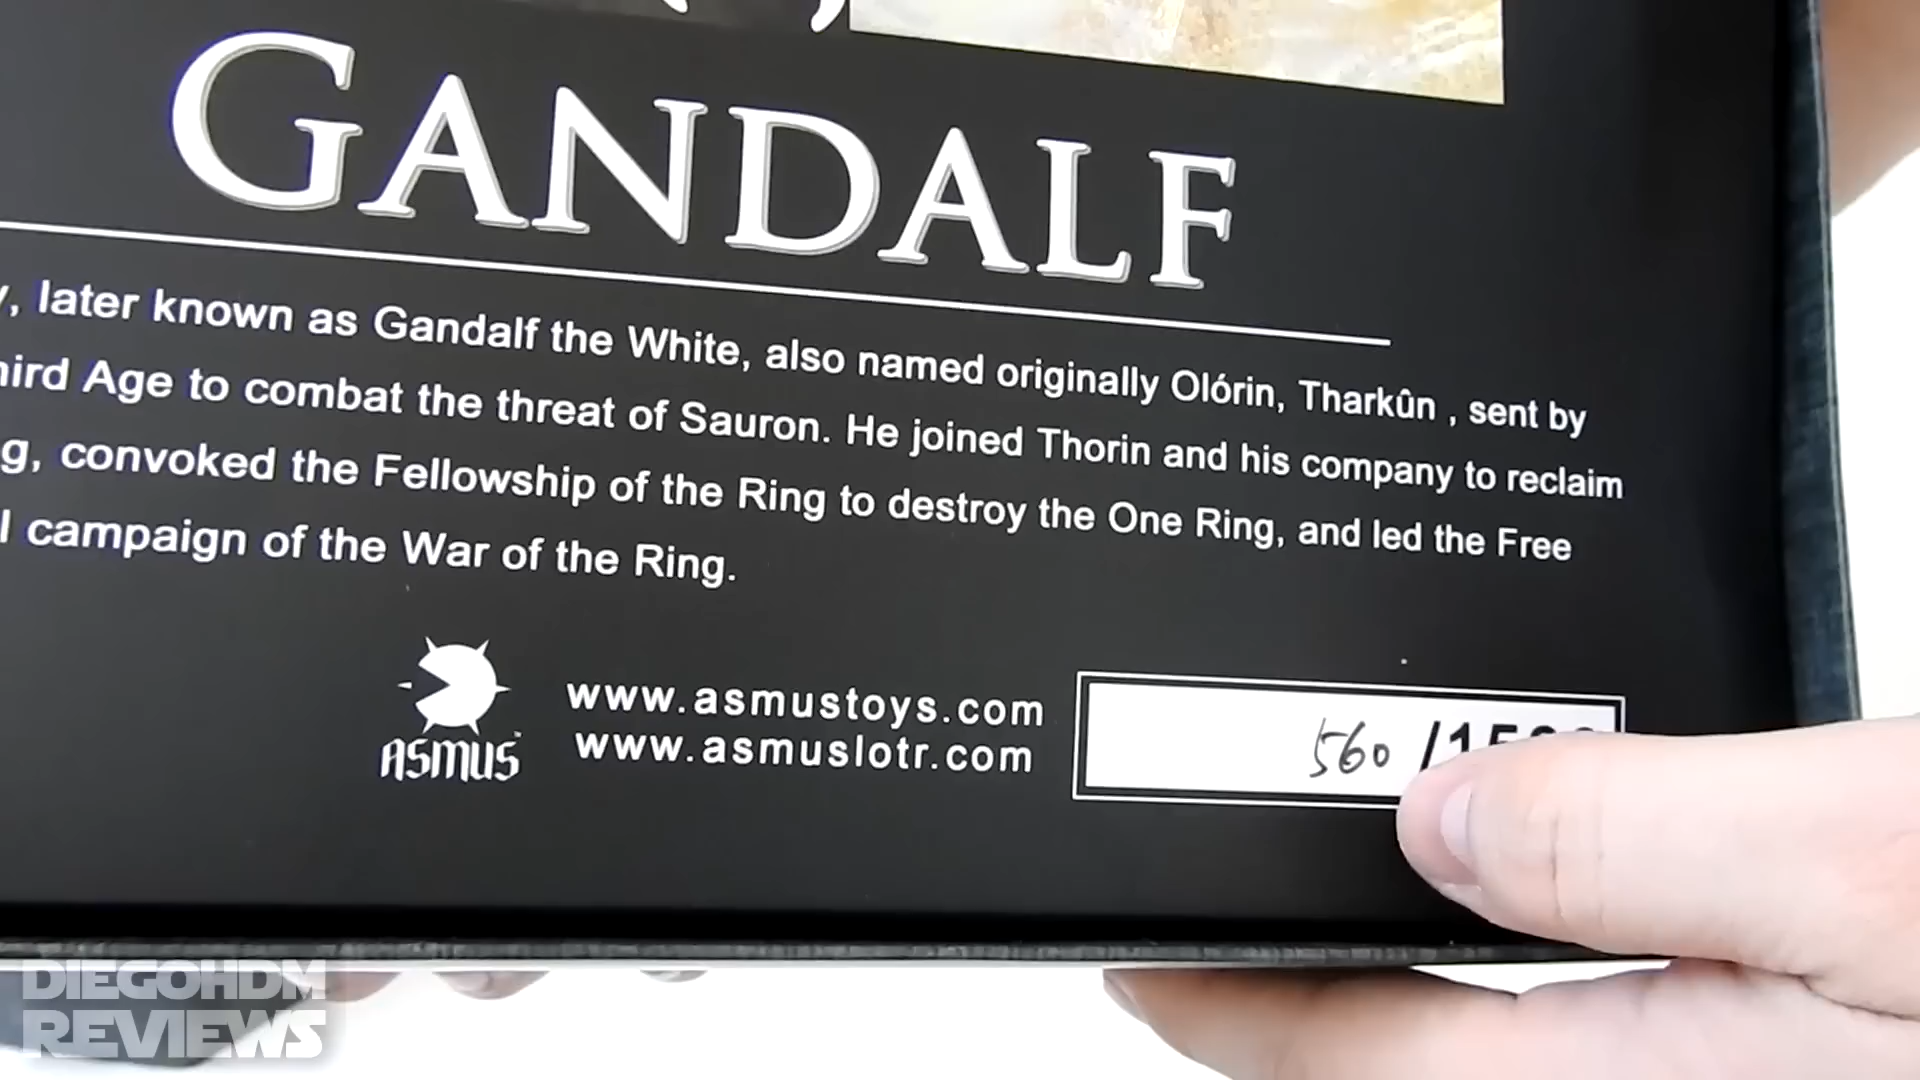 GANDALF
, later known as Gandalf the White, also named originally Olórin, Tharkûn , sent by
Age to combat the threat of Sauron. He joined Thorin and his company to reclaim
convoked the Fellowship of the Ring to destroy the One Ring, and led the Free
campaign of the War of the Ring.
www.asmustoys.com
www.asmuslotr.com
ASMUS
560
DIEGOHDM
REVIEWS